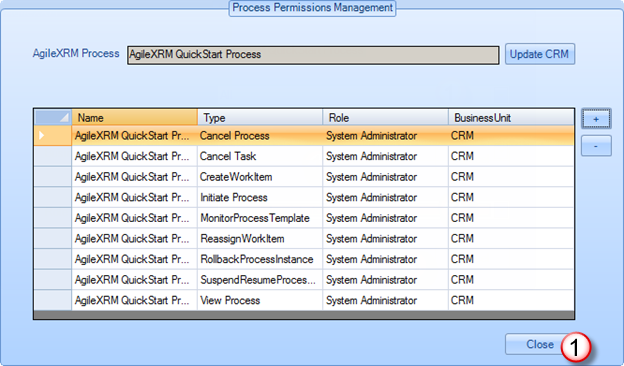 Process Permissions Management
AgileXRM Process AgileXRM QuickStart Process Update CRM
Name Type Role BusinessUnit
AgileXRM QuickStart Pr... Cancel Process System Administrator CRM
AgileXRM QuickStart Pr... Cancel Task System Administrator CRM
AgileXRM QuickStart Pr... CreateWorkItem System Administrator CRM
AgileXRM QuickStart Pr... Initiate Process System Administrator CRM
AgileXRM QuickStart Pr... MonitorProcessTemplate System Administrator CRM
AgileXRM QuickStart Pr... ReassignWorkItem System Administrator CRM
AgileXRM QuickStart Pr... RollbackProcessInstance System Administrator CRM
AgileXRM QuickStart Pr... SuspendResumeProces... System Administrator CRM
AgileXRM QuickStart Pr... View Process System Administrator CRM
+
-
Close 1